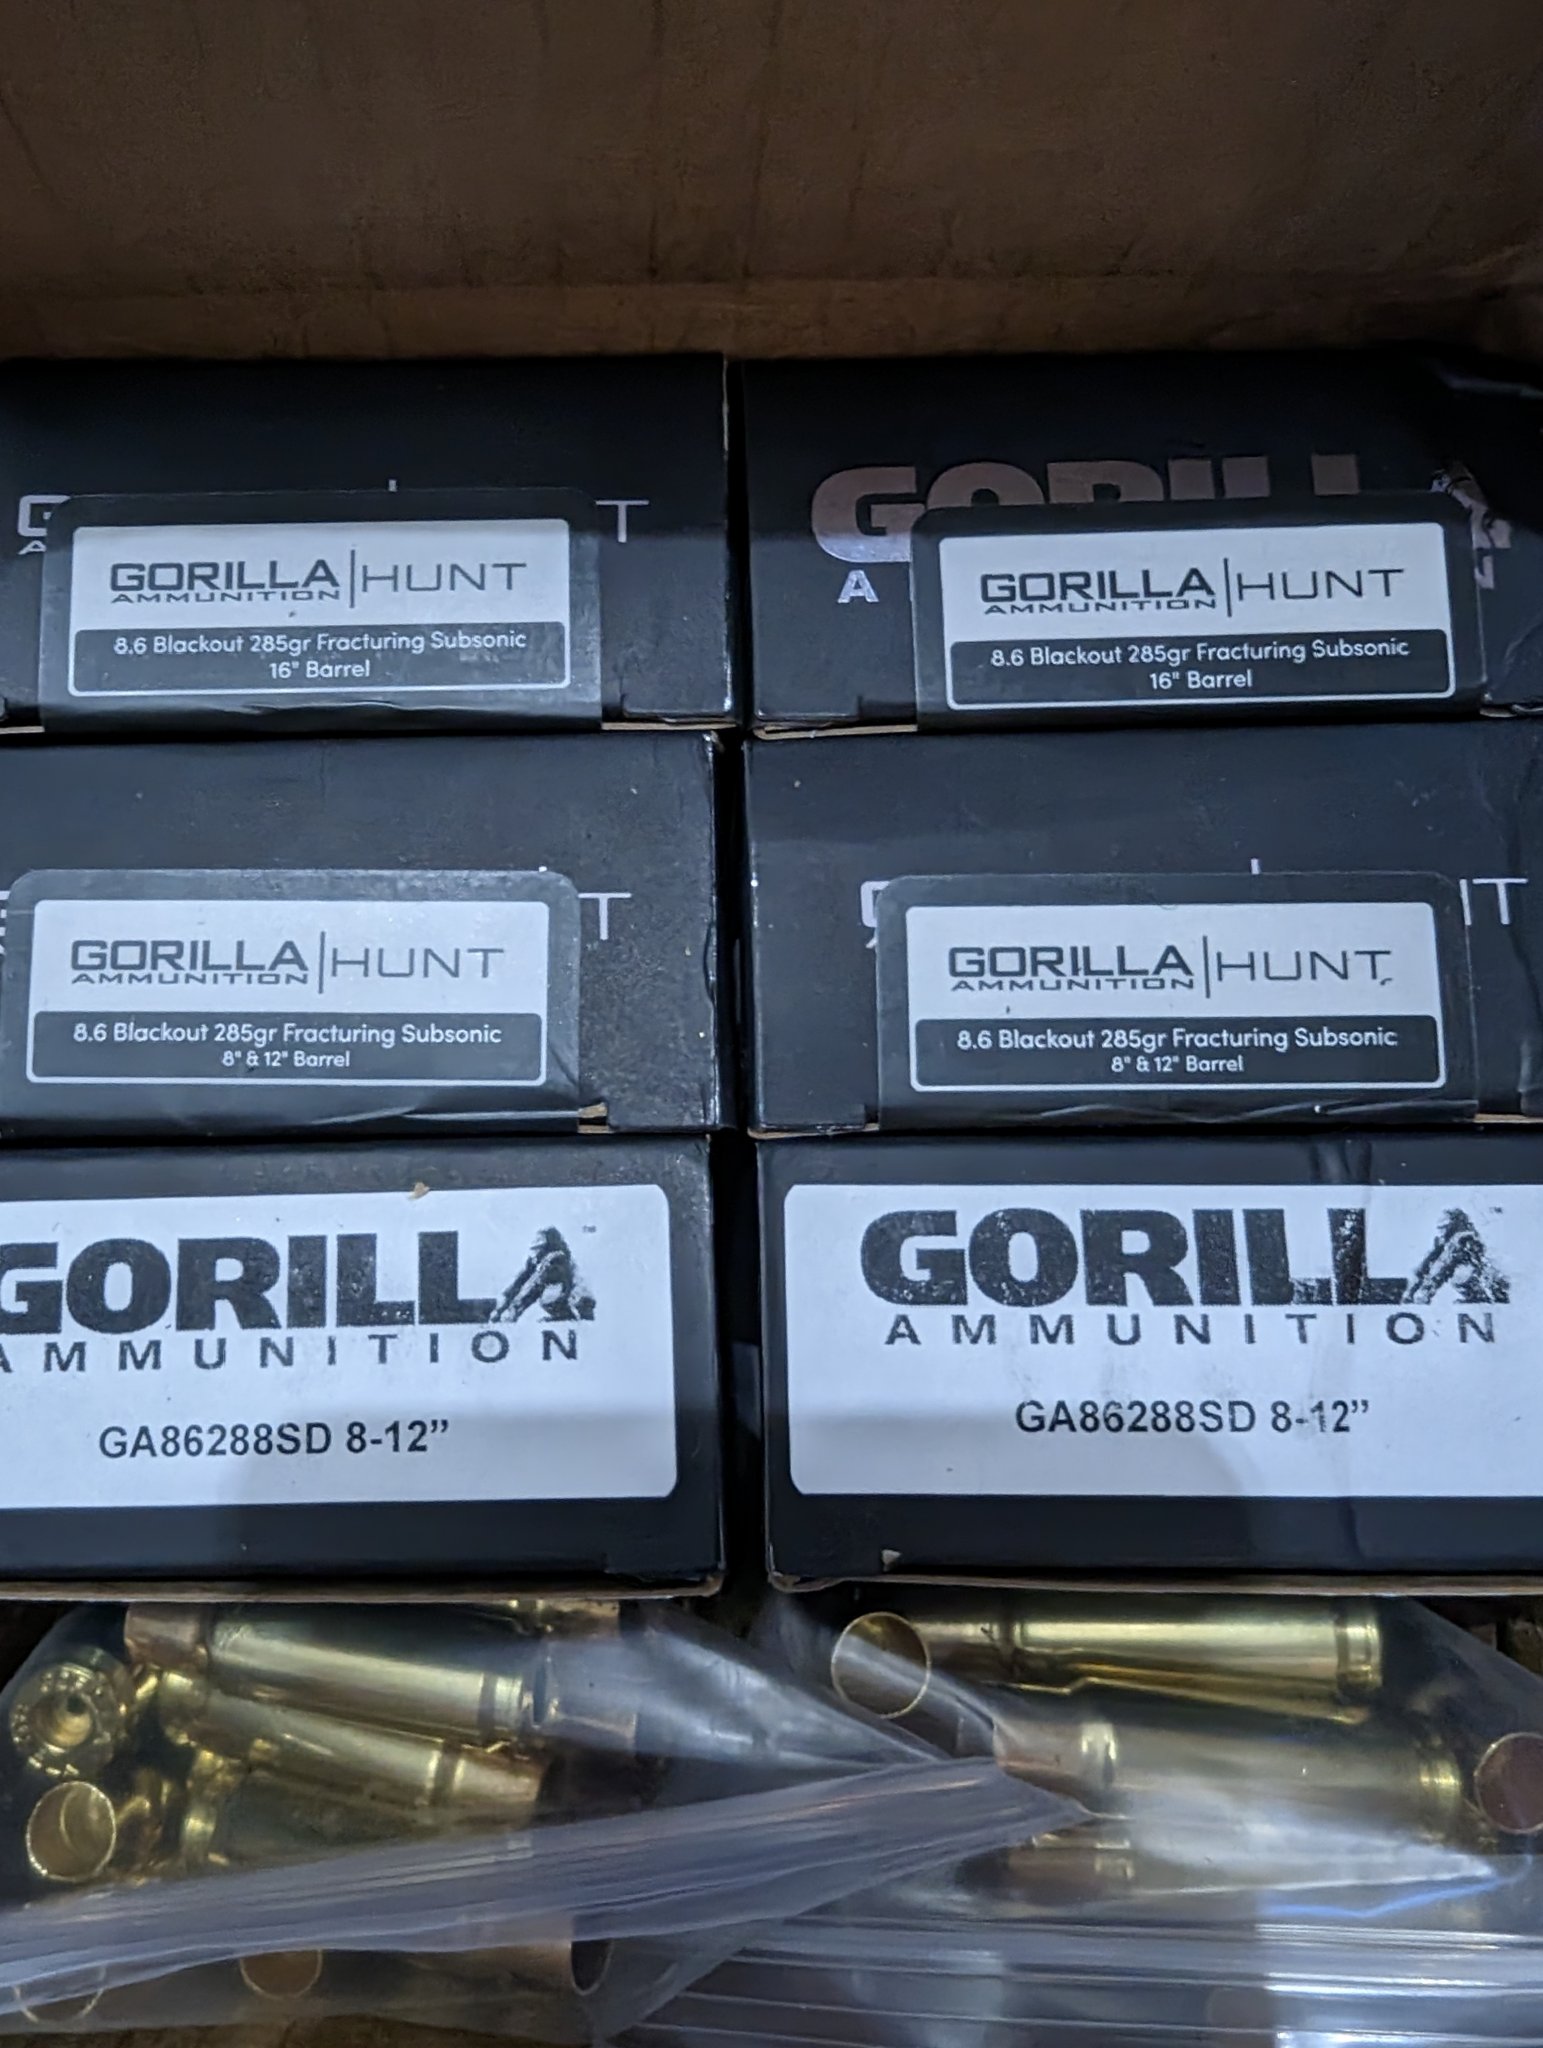 GORILLA | HUNT
AMMUNITION
8.6 Blackout 285gr Fracturing Subsonic
16" Barrel
GORILLA
GORILLA | HUNT
AMMUNITION
8.6 Blackout 285gr Fracturing Subsonic
16" Barrel
GORILLA | HUNT
AMMUNITION
8.6 Blackout 285gr Fracturing Subsonic
8" & 12" Barrel
GORILLA | HUNT
AMMUNITION
8.6 Blackout 285gr Fracturing Subsonic
8" & 12" Barrel
GORILLA™
AMMUNITION
GA86288SD 8-12”
GORILLA™
AMMUNITION
GA86288SD 8-12”